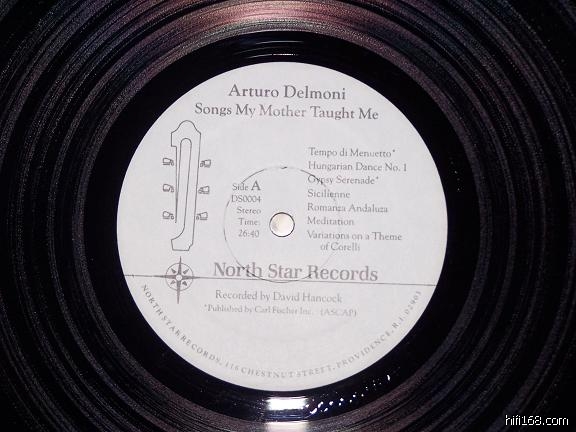 Arturo Delmoni
Songs My Mother Taught Me
Tempo di Menuetto*
Hungarian Dance No. 1
Gypsy Serenade*
Sicilienne
Romanza Andaluza
Meditation
Variations on a Theme
of Corelli
Side A
DS0004
Stereo
Time:
26:40
North Star Records
Recorded by David Hancock
*Published by Carl Fischer Inc. (ASCAP)
NORTH STAR RECORDS, 116 CHESTNUT STREET, PROVIDENCE, R.I. 02903
hifi168.com